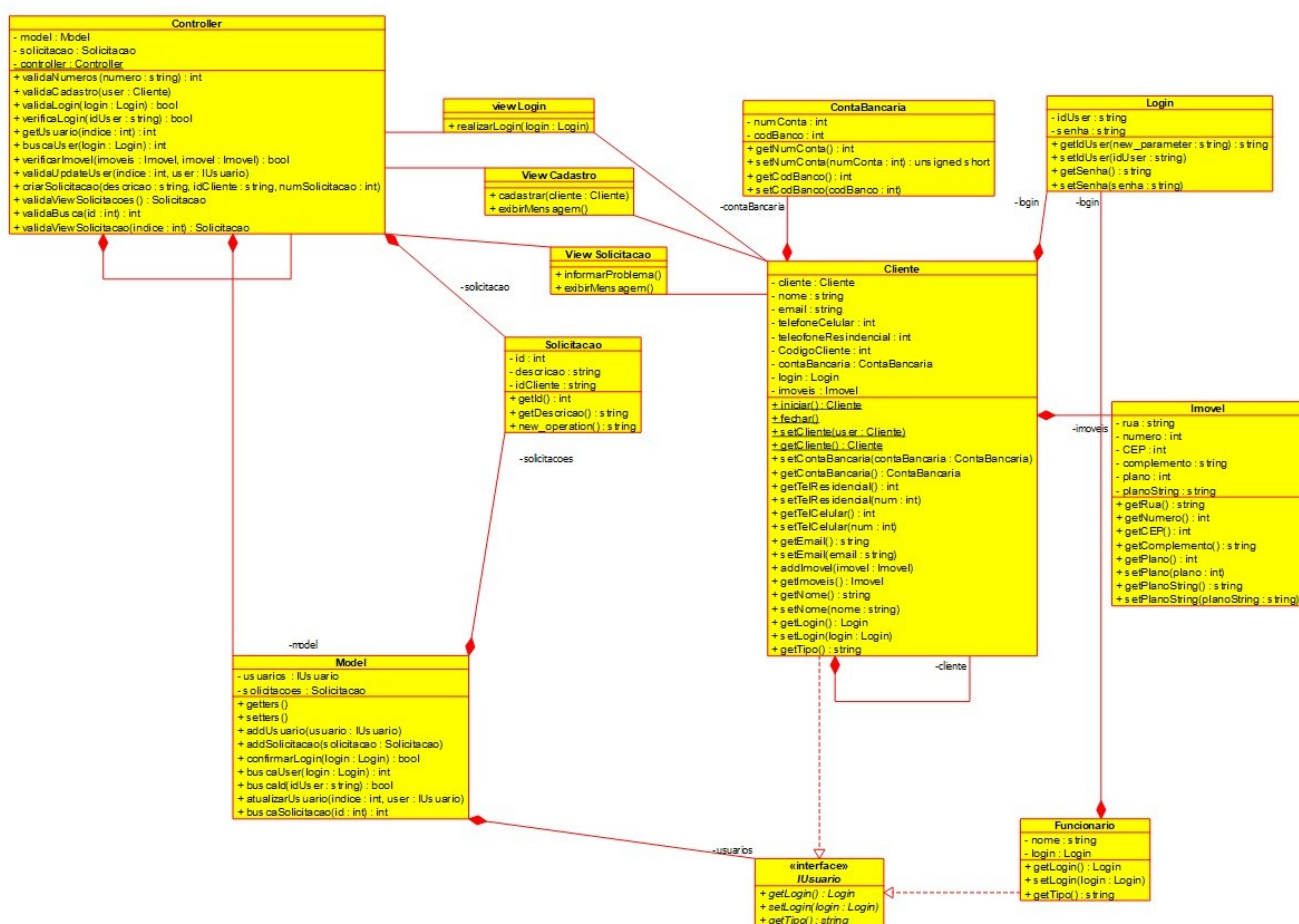 Controller
- model : Model
- solicitacao : Solicitacao
- controller : Controller
+ validaNumeros(numero : string) : int
+ validaCadastro(user : Cliente)
+ validaLogin(login : Login) : bool
+ verificaLogin(idUser : string) : bool
+ getUsuario(indice : int) : int
+ buscaUser(login : Login) : int
+ verificarImovel(imoveis : Imovel, imovel : Imovel) : bool
+ validaUpdateUser(indice : int, user : IUsuario)
+ criarSolicitacao(descricao : string, idCliente : string, numSolicitacao : int)
+ validaViewSolicitacoes() : Solicitacao
+ validaBusca(id : int) : int
+ validaViewSolicitacao(indice : int) : Solicitacao
view Login
+ realizarLogin(login : Login)
View Cadastro
+ cadastrar(cliente : Cliente)
+ exibirMensagem()
View Solicitacao
+ informarProblema()
+ exibirMensagem()
-solicitacao
ContaBancaria
- numConta : int
- codBanco : int
+ getNumConta() : int
+ setNumConta(numConta : int) : unsigned short
+ getCodBanco() : int
+ setCodBanco(codBanco : int)
-contaBancaria
Login
- idUser : string
- senha : string
+ getIdUser(new_parameter : string) : string
+ setIdUser(idUser : string)
+ getSenha() : string
+ setSenha(senha : string)
-login
-login
Solicitacao
- id : int
- descricao : string
- idCliente : string
+ getId() : int
+ getDescricao() : string
+ new_operation() : string
-solicitacoes
Cliente
- cliente : Cliente
- nome : string
- email : string
- telefoneCelular : int
- teleofoneResindencial : int
- CodigoCliente : int
- contaBancaria : ContaBancaria
- login : Login
- imoveis : Imovel
+ iniciar() : Cliente
+ fechar()
+ setCliente(user : Cliente)
+ getCliente() : Cliente
+ setContaBancaria(contaBancaria : ContaBancaria)
+ getContaBancaria() : ContaBancaria
+ getTelResidencial() : int
+ setTelResidencial(num : int)
+ getTelCelular() : int
+ setTelCelular(num : int)
+ getEmail() : string
+ setEmail(email : string)
+ addImovel(imovel : Imovel)
+ getImoveis() : Imovel
+ getNome() : string
+ setNome(nome : string)
+ getLogin() : Login
+ setLogin(login : Login)
+ getTipo() : string
-cliente
-imoveis
Imovel
- rua : string
- numero : int
- CEP : int
- complemento : string
- plano : int
- planoString : string
+ getRua() : string
+ getNumero() : int
+ getCEP() : int
+ getComplemento() : string
+ getPlano() : int
+ setPlano(plano : int)
+ getPlanoString() : string
+ setPlanoString(planoString : string)
-model
Model
- usuarios : IUsuario
- solicitacoes : Solicitacao
+ getters()
+ setters()
+ addUsuario(usuario : IUsuario)
+ addSolicitacao(solicitacao : Solicitacao)
+ confirmarLogin(login : Login) : bool
+ buscaUser(login : Login) : int
+ buscaId(idUser : string) : bool
+ atualizarUsuario(indice : int, user : IUsuario)
+ buscaSolicitacao(id : int) : int
-usuarios
«interface»
IUsuario
+ getLogin() : Login
+ setLogin(login : Login)
+ getTipo() : string
Funcionario
- nome : string
- login : Login
+ getLogin() : Login
+ setLogin(login : Login)
+ getTipo() : string